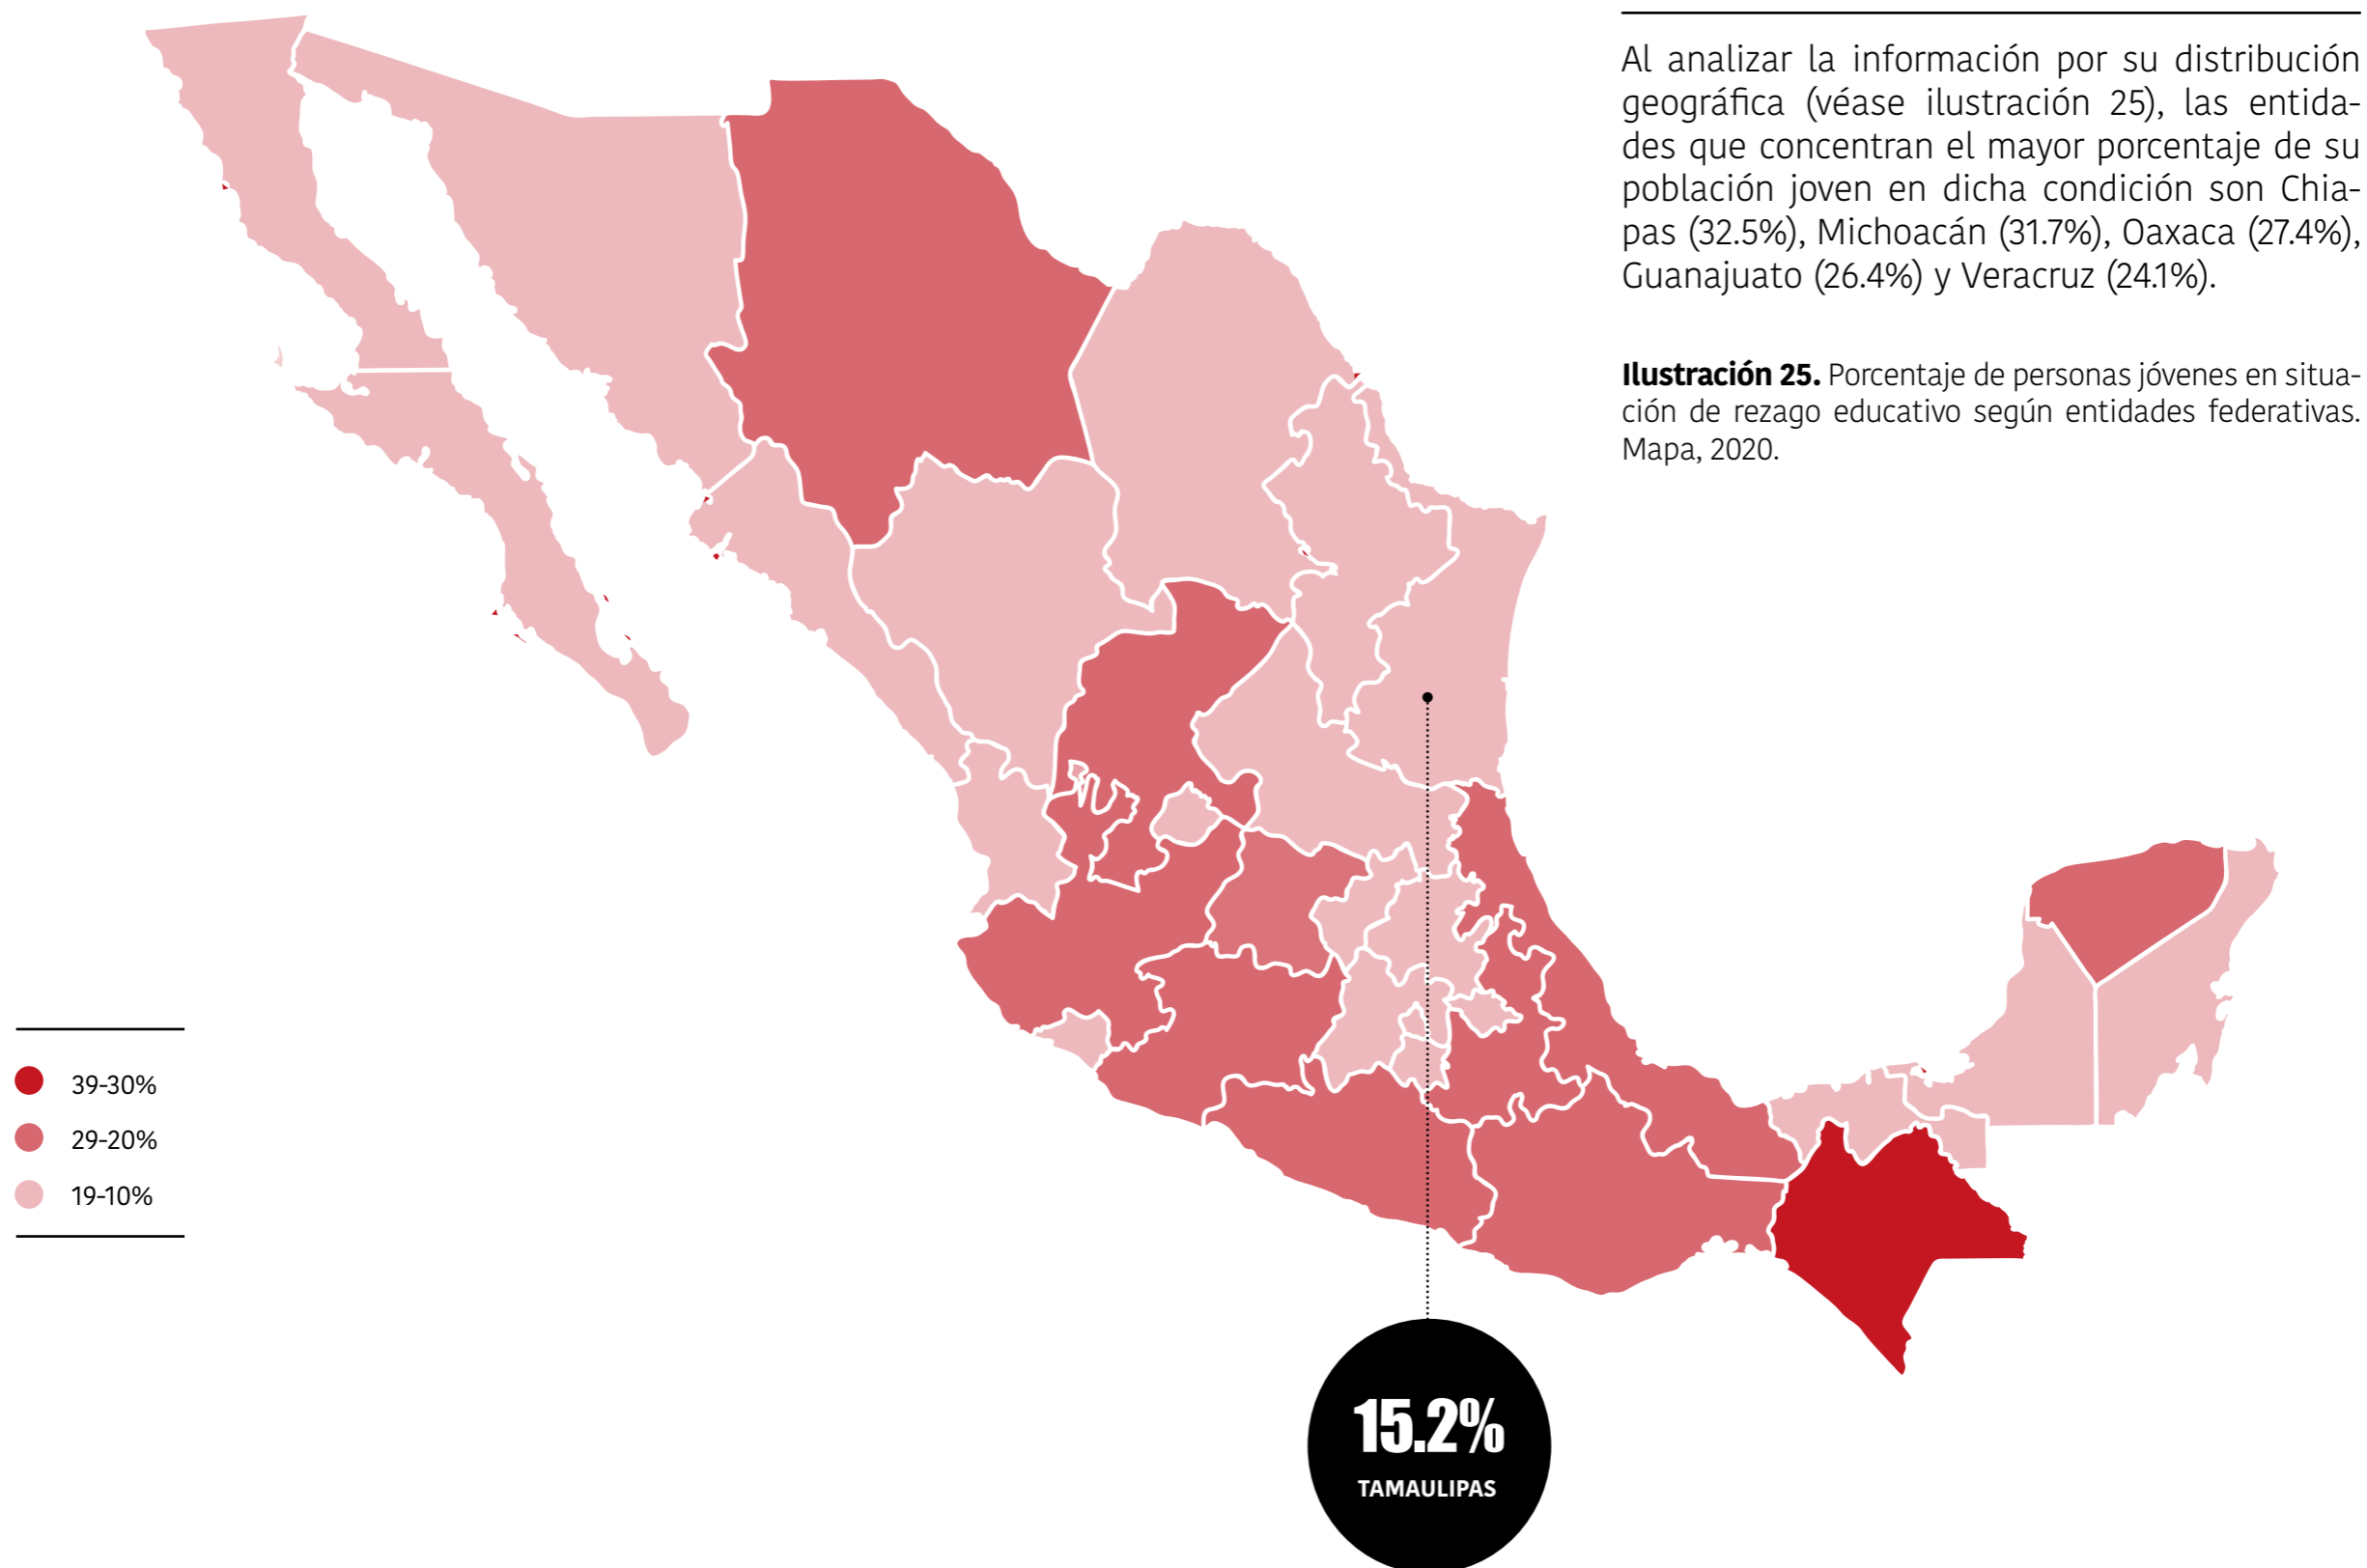 Al analizar la información por su distribución
geográfica (véase ilustración 25), las entida-
des que concentran el mayor porcentaje de su
población joven en dicha condición son Chia-
pas (32.5%), Michoacán (31.7%), Oaxaca (27.4%),
Guanajuato (26.4%) y Veracruz (24.1%).
Ilustración 25. Porcentaje de personas jóvenes en situa-
ción de rezago educativo según entidades federativas.
Mapa, 2020.
39-30%
29-20%
19-10%
15.2%
TAMAULIPAS